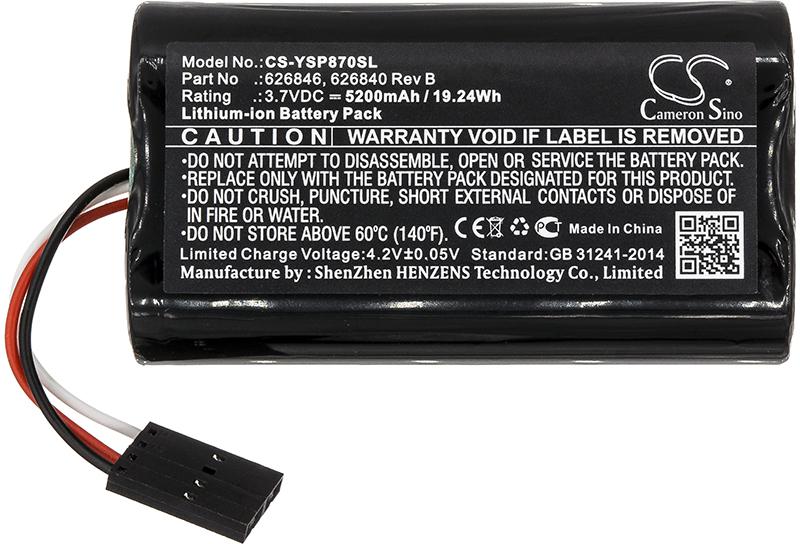 Model No.:CS-YSP870SL
Part No .:626846, 626840 Rev B
Rating .:3.7VDC ⎓ 5200mAh / 19.24Wh
Lithium-ion Battery Pack
CS
Cameron Sino
CAUTION WARRANTY VOID IF LABEL IS REMOVED
•DO NOT ATTEMPT TO DISASSEMBLE, OPEN OR SERVICE THE BATTERY PACK.
•REPLACE ONLY WITH THE BATTERY PACK DESIGNATED FOR YOUR PRODUCT.
•DO NOT CRUSH, PUNCTURE, SHORT EXTERNAL CONTACTS OR DISPOSE OF
IN FIRE OR WATER.
•DO NOT STORE ABOVE 60°C (140°F).
CE PCT Made In China
Limited Charge Voltage:4.2V±0.05V Standard:GB 31241-2014
Manufacture by : ShenZhen HENZENS Technology Co., Limited